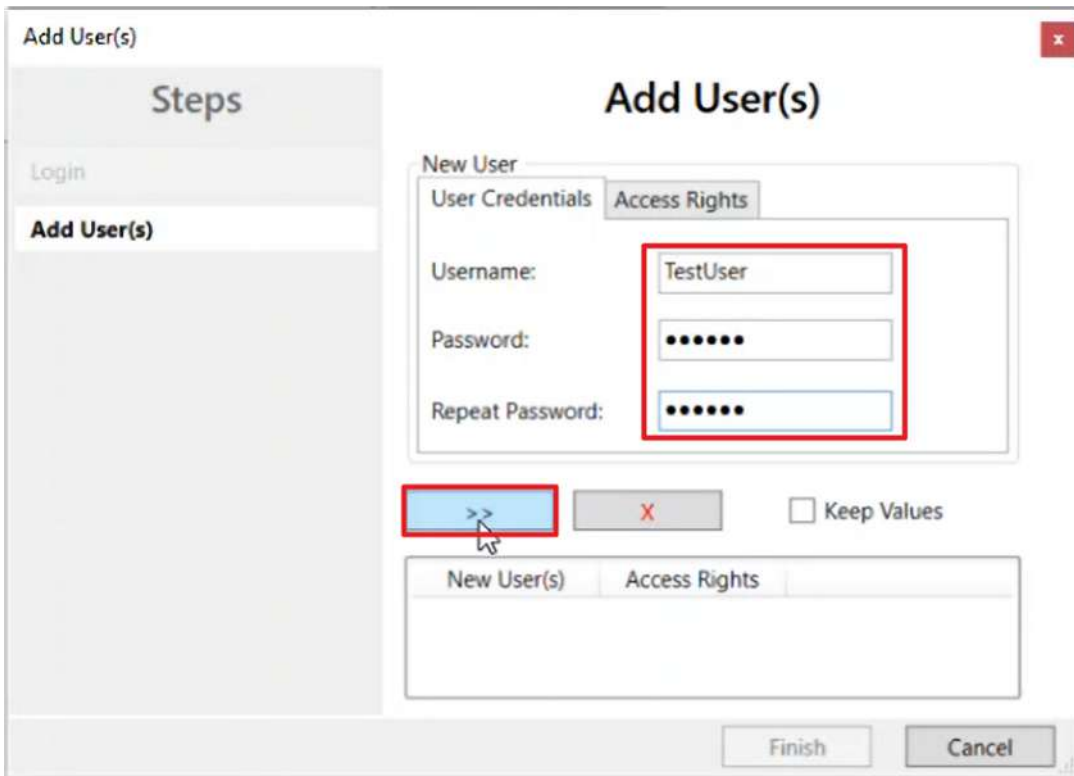 Add User(s)
x
Steps
Add User(s)
Login
Add User(s)
New User
User Credentials
Access Rights
Username:
TestUser
Password:
••••••
Repeat Password:
••••••
>>
X
Keep Values
New User(s)
Access Rights
Finish
Cancel